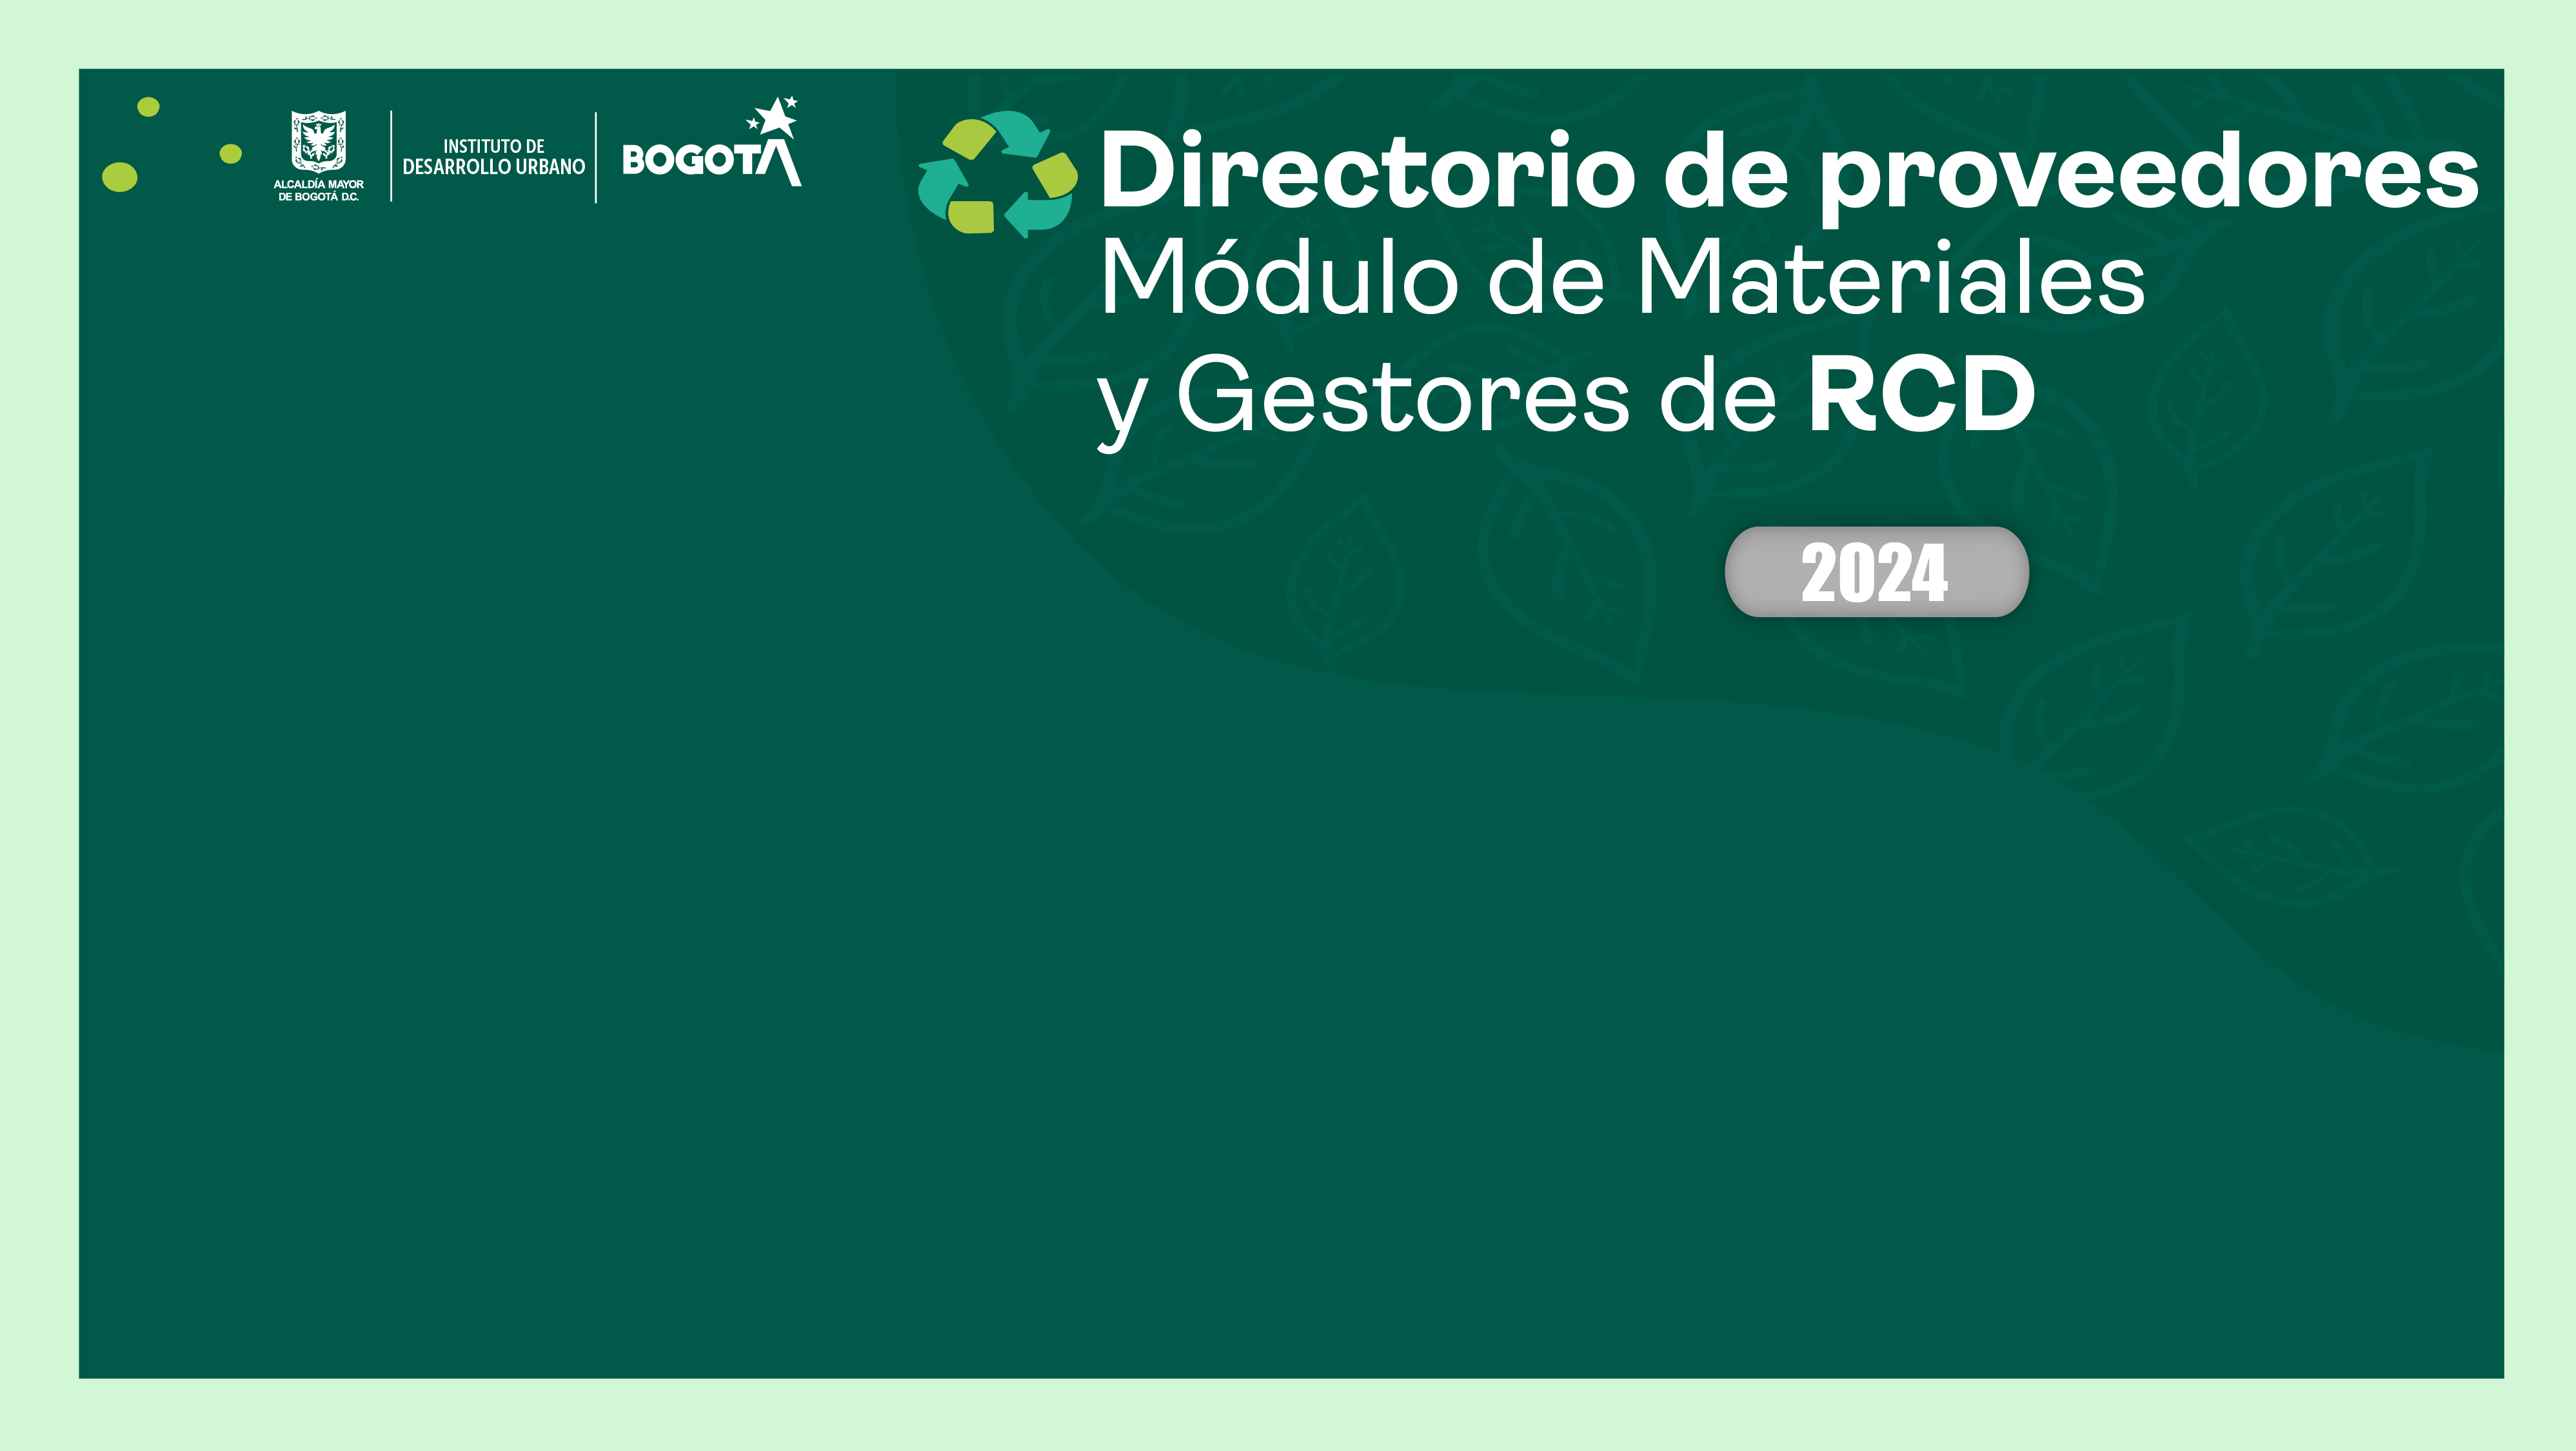 ALCALDÍA MAYOR
DE BOGOTÁ D.C.
INSTITUTO DE
DESARROLLO URBANO
BOGOTÁ
Directorio de proveedores
Módulo de Materiales
y Gestores de RCD
2024